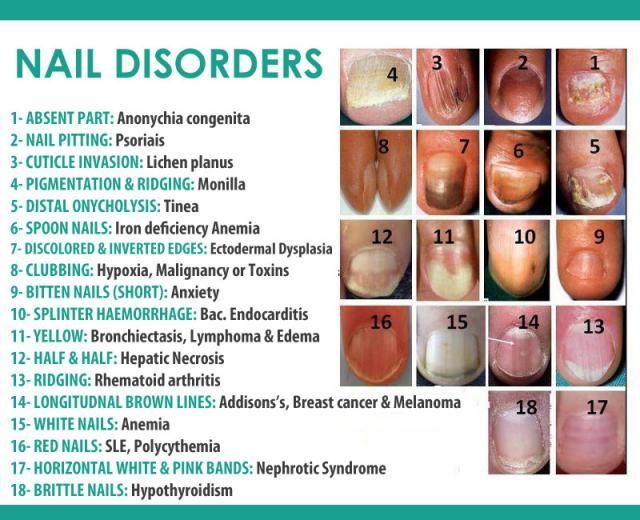 NAIL DISORDERS
1- ABSENT PART: Anonychia congenita
2- NAIL PITTING: Psoriais
3- CUTICLE INVASION: Lichen planus
4- PIGMENTATION & RIDGING: Monilla
5- DISTAL ONYCHOLYSIS: Tinea
6- SPOON NAILS: Iron deficiency Anemia
7- DISCOLORED & INVERTED EDGES: Ectodermal Dysplasia
8- CLUBBING: Hypoxia, Malignancy or Toxins
9- BITTEN NAILS (SHORT): Anxiety
10- SPLINTER HAEMORRHAGE: Bac. Endocarditis
11- YELLOW: Bronchiectasis, Lymphoma & Edema
12- HALF & HALF: Hepatic Necrosis
13- RIDGING: Rhematoid arthritis
14- LONGITUDNAL BROWN LINES: Addisons's, Breast cancer & Melanoma
15- WHITE NAILS: Anemia
16- RED NAILS: SLE, Polycythemia
17- HORIZONTAL WHITE & PINK BANDS: Nephrotic Syndrome
18- BRITTLE NAILS: Hypothyroidism
4 3 2 1
8 7 6 5
12 11 10 9
16 15 14 13
18 17